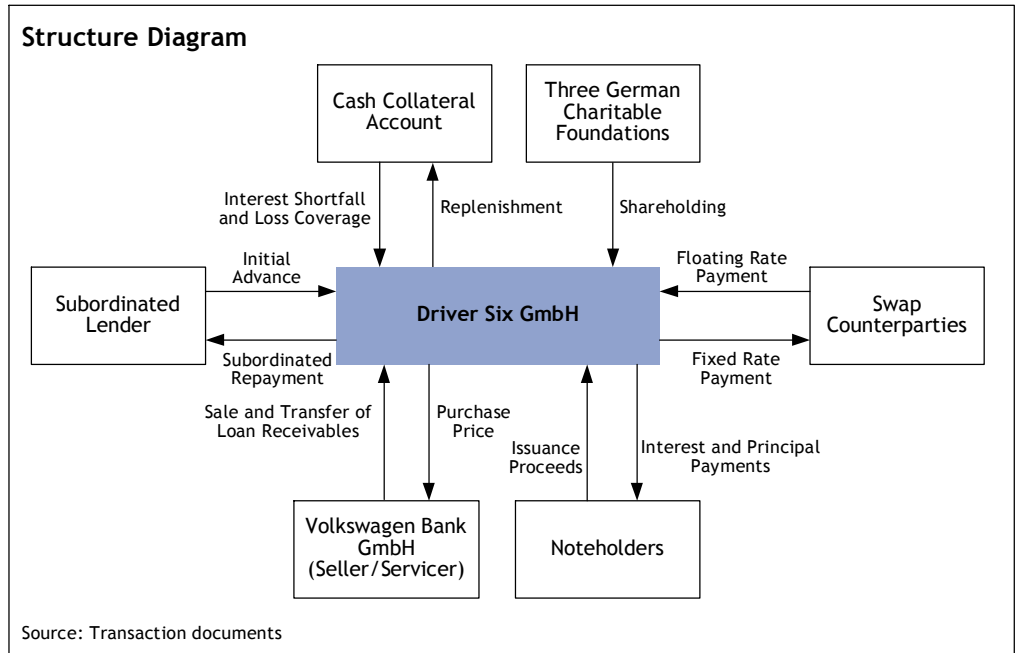 Structure Diagram
Cash Collateral
Account
Three German
Charitable
Foundations
Interest Shortfall
and Loss Coverage
Replenishment
Shareholding
Initial
Advance
Floating Rate
Payment
Subordinated
Lender
Driver Six GmbH
Swap
Counterparties
Subordinated
Repayment
Fixed Rate
Payment
Sale and Transfer of
Loan Receivables
Purchase
Price
Issuance
Proceeds
Interest and Principal
Payments
Volkswagen Bank
GmbH
(Seller/Servicer)
Noteholders
Source: Transaction documents